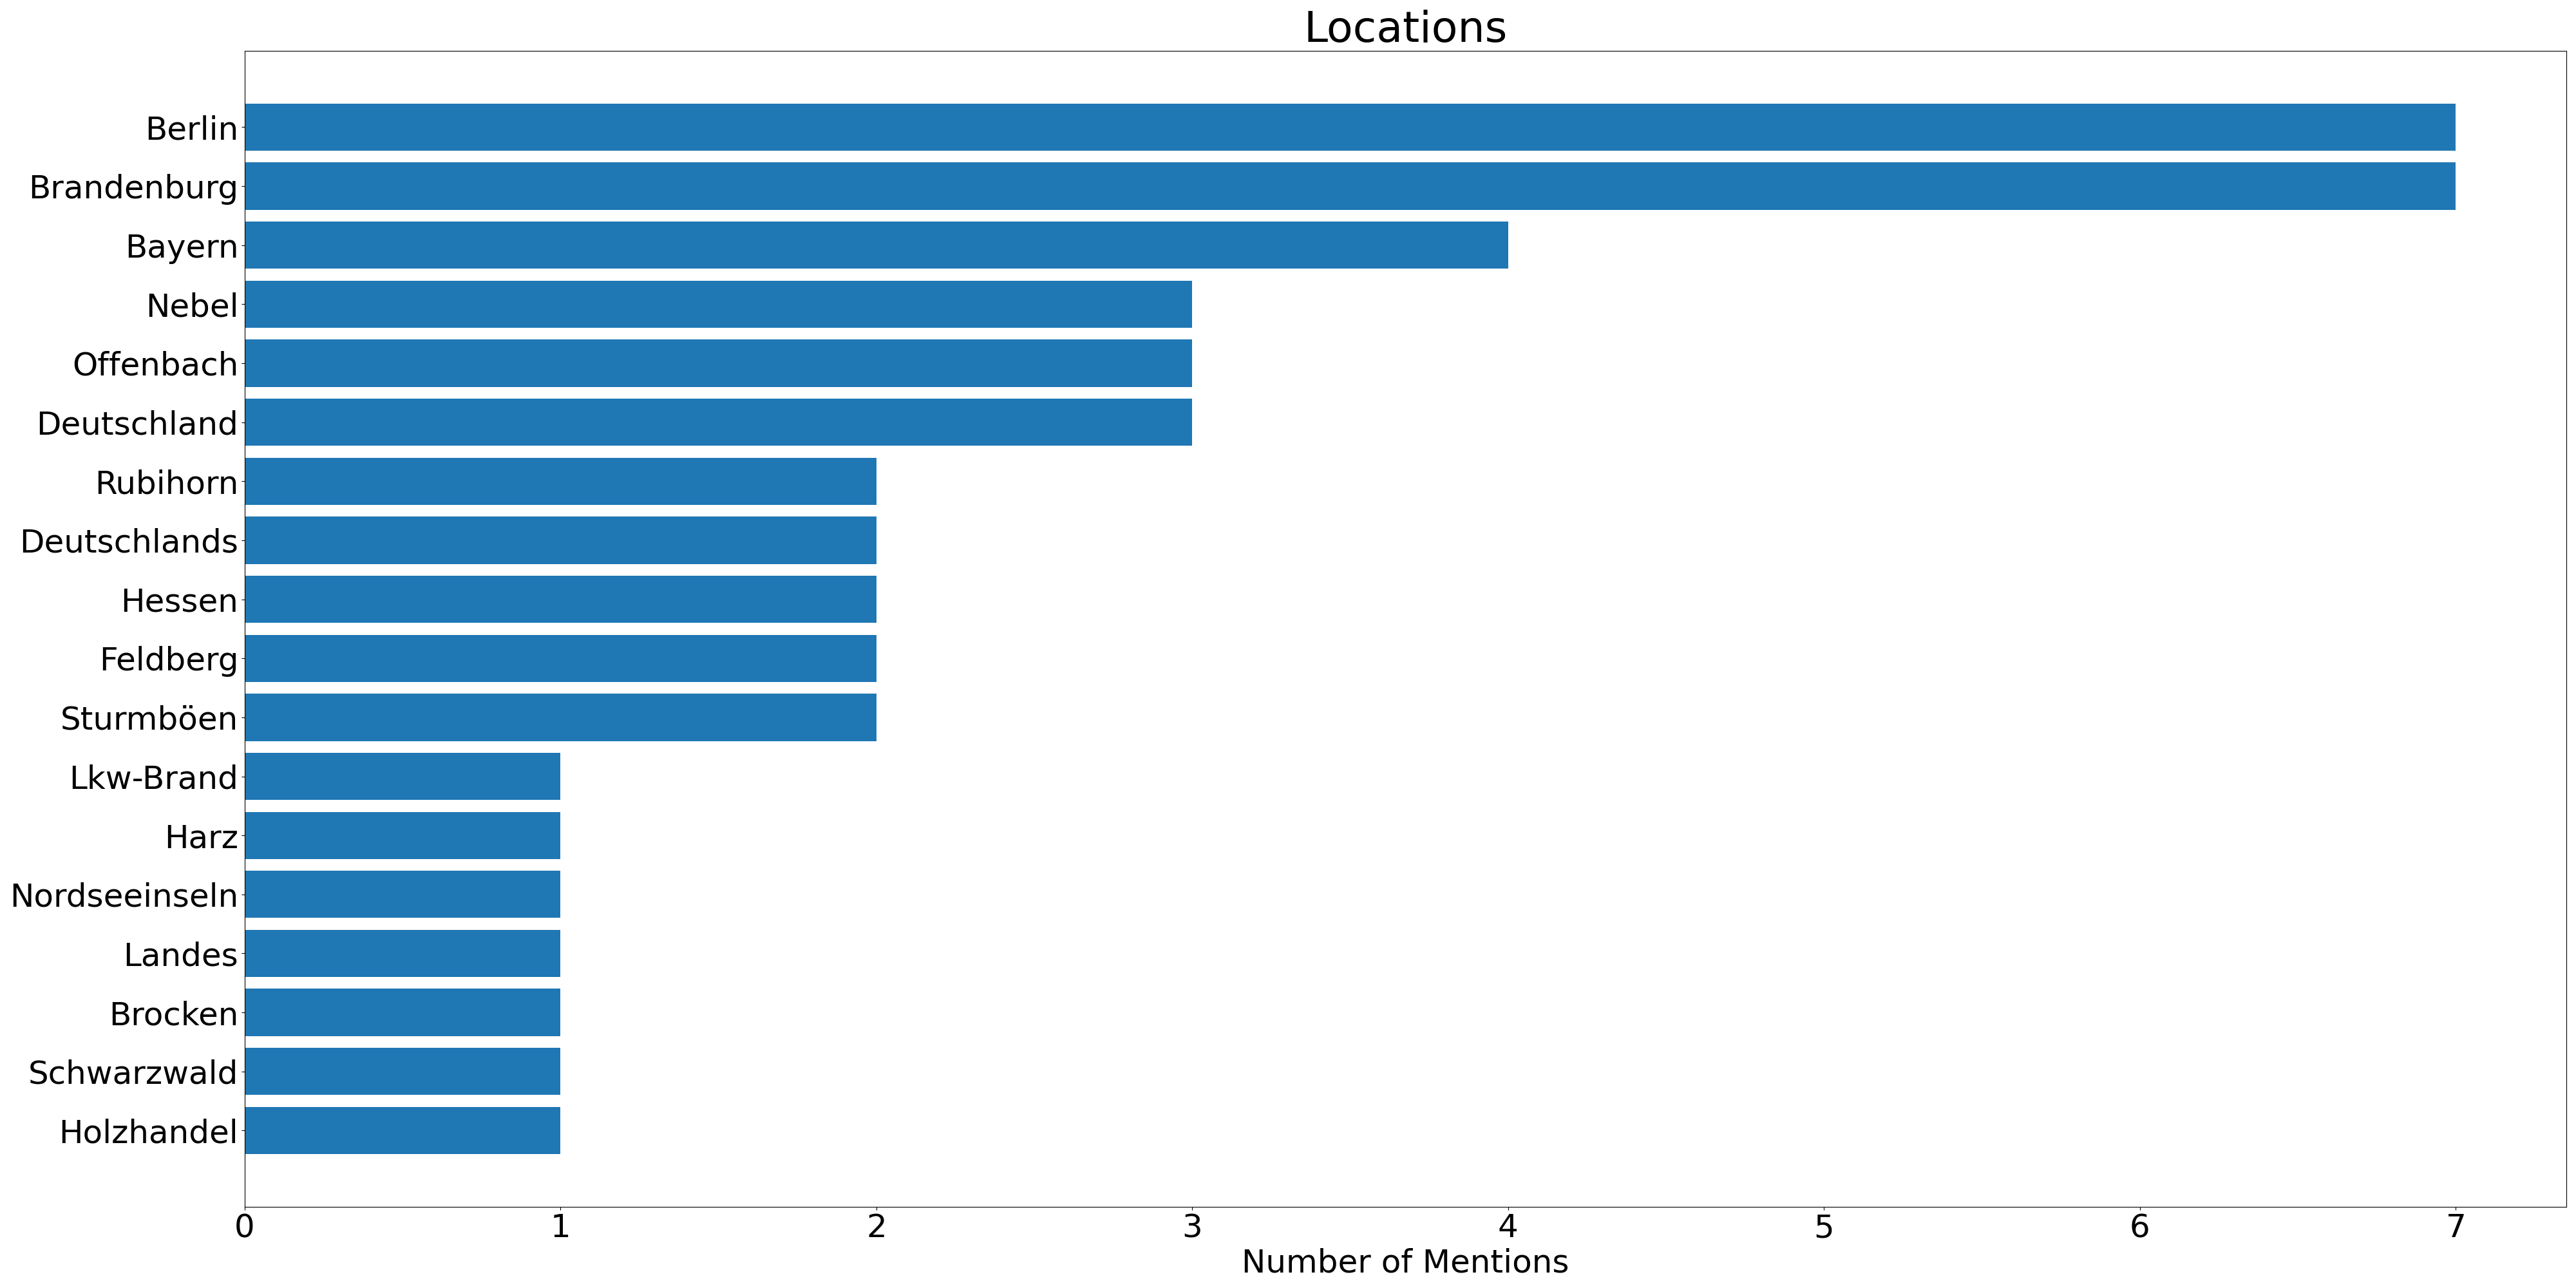 Locations
Berlin
Brandenburg
Bayern
Nebel
Offenbach
Deutschland
Rubihorn
Deutschlands
Hessen
Feldberg
Sturmböen
Lkw-Brand
Harz
Nordseeinseln
Landes
Brocken
Schwarzwald
Holzhandel
0 1 2 3 4 5 6 7
Number of Mentions